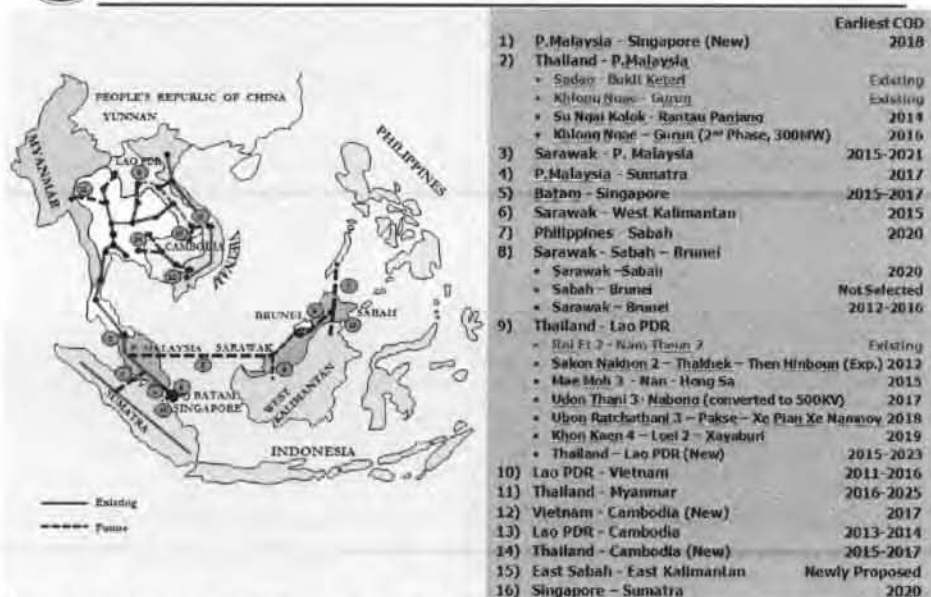 PEOPLE'S REPUBLIC OF CHINA
YUNNAN
MYANMAR
LAO PDR
PHILIPPINES
CAMBODIA
VIETNAM
BRUNEI
SABAH
MALAYSIA SARAWAK
BATAM
SINGAPORE
SUMATRA
WEST KALIMANTAN
INDONESIA
Existing
Future
Earliest COD
1) P.Malaysia - Singapore (New) 2018
2) Thailand - P.Malaysia
• Sadao - Bukit Keteri Existing
• Khlong Ngae - Gurun Existing
• Su Ngai Kolok - Rantau Panjang 2014
• Khlong Ngae – Gurun (2nd Phase, 300MW) 2016
3) Sarawak - P. Malaysia 2015-2021
4) P.Malaysia - Sumatra 2017
5) Batam - Singapore 2015-2017
6) Sarawak - West Kalimantan 2015
7) Philippines - Sabah 2020
8) Sarawak - Sabah – Brunei
• Sarawak –Sabah 2020
• Sabah – Brunei Not Selected
• Sarawak – Brunei 2012-2016
9) Thailand - Lao PDR
• Roi Et 2 - Nam Theun 2 Existing
• Sakon Nakhon 2 – Thakhek – Then Hinboun (Exp.) 2012
• Mae Moh 3 - Nan - Hong Sa 2015
• Udon Thani 3- Nabong (converted to 500KV) 2017
• Ubon Ratchathani 3 – Pakse – Xe Pian Xe Namnoy 2018
• Khon Kaen 4 – Loei 2 – Xayaburi 2019
• Thailand – Lao PDR (New) 2015-2023
10) Lao PDR - Vietnam 2011-2016
11) Thailand - Myanmar 2016-2025
12) Vietnam - Cambodia (New) 2017
13) Lao PDR - Cambodia 2013-2014
14) Thailand - Cambodia (New) 2015-2017
15) East Sabah - East Kalimantan Newly Proposed
16) Singapore – Sumatra 2020